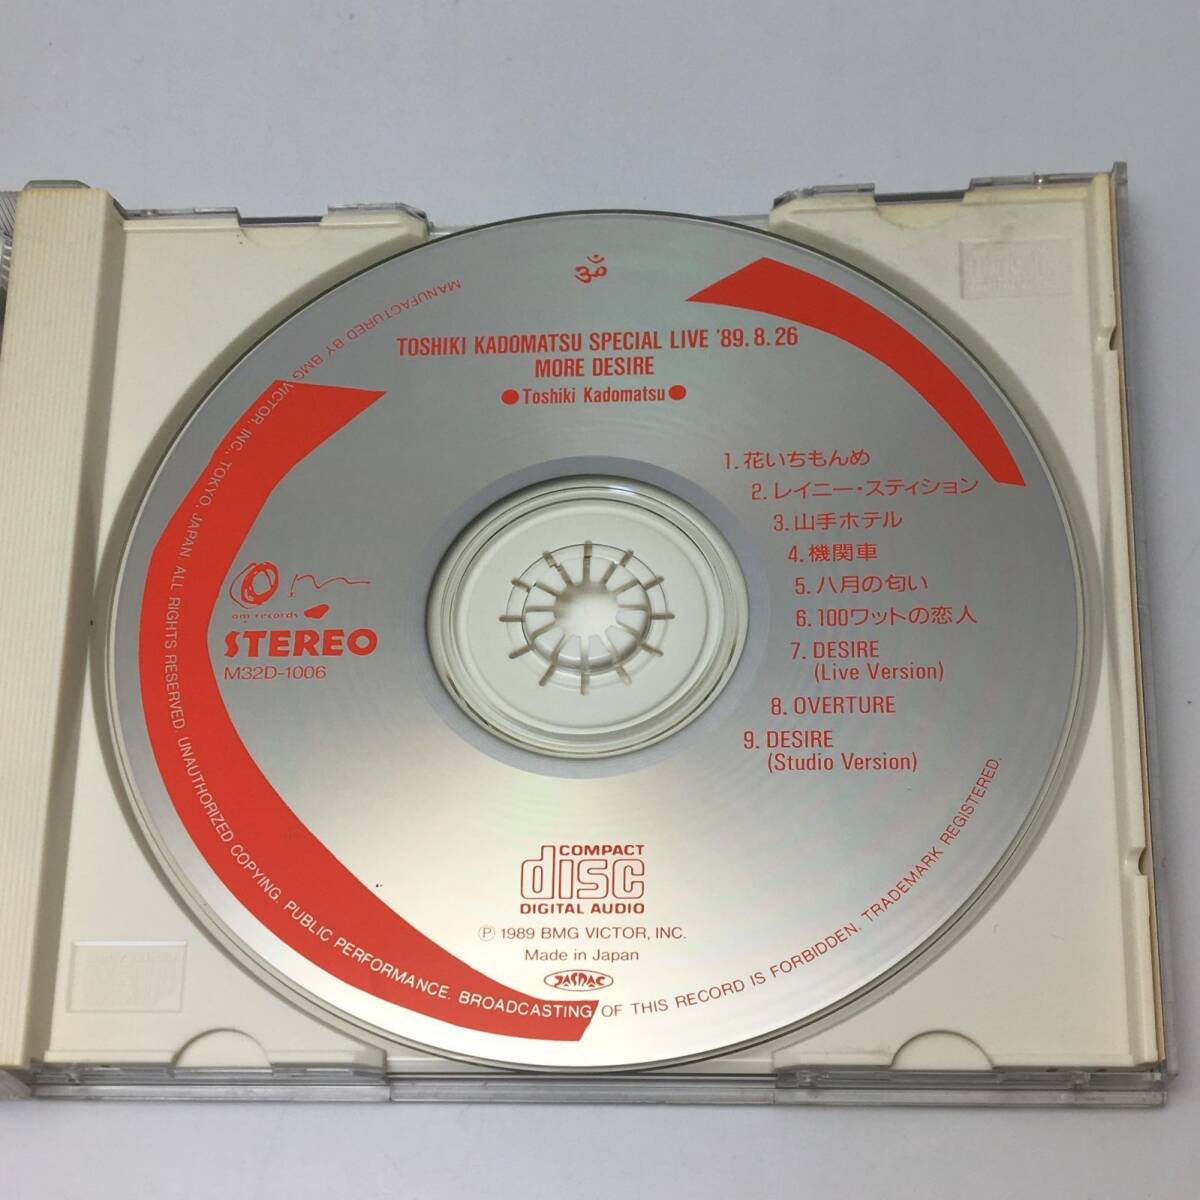 ॐ
TOSHIKI KADOMATSU SPECIAL LIVE '89.8.26
MORE DESIRE
●Toshiki Kadomatsu●
1. 花いちもんめ
2. レイニー・スティション
3. 山手ホテル
4. 機関車
5. 八月の匂い
6. 100ワットの恋人
7. DESIRE
(Live Version)
8. OVERTURE
9. DESIRE
(Studio Version)
om
om records
STEREO
M32D-1006
COMPACT
disc
DIGITAL AUDIO
Ⓟ 1989 BMG VICTOR, INC.
Made in Japan
JASRAC
MANUFACTURED BY BMG VICTOR, INC., TOKYO, JAPAN. ALL RIGHTS RESERVED. UNAUTHORIZED COPYING, PUBLIC PERFORMANCE. BROADCASTING OF THIS RECORD IS FORBIDDEN. TRADEMARK REGISTERED.